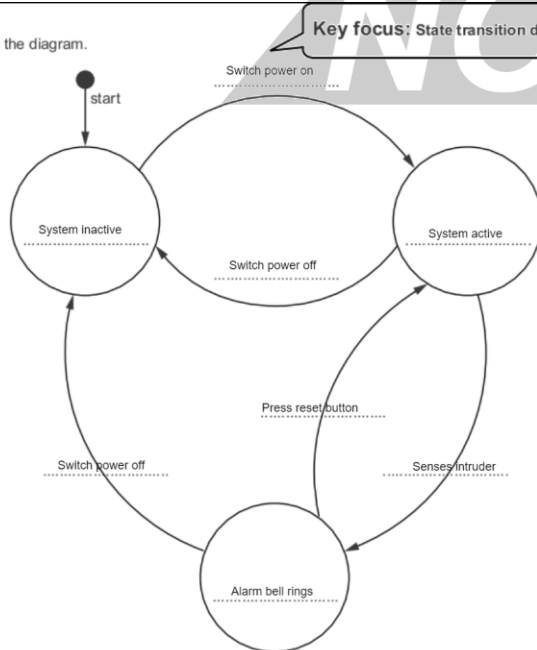 Key focus: State transition d
the diagram.
Switch power on
start
System inactive
System active
Switch power off
Press reset button
Switch power off
Senses intruder
Alarm bell rings